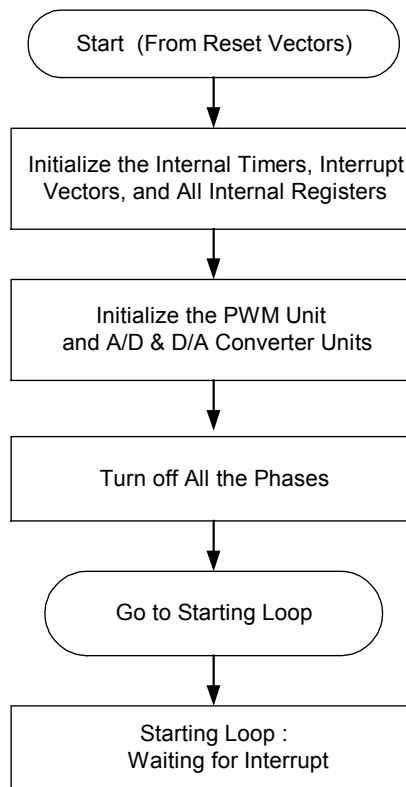 Start (From Reset Vectors)
Initialize the Internal Timers, Interrupt
Vectors, and All Internal Registers
Initialize the PWM Unit
and A/D & D/A Converter Units
Turn off All the Phases
Go to Starting Loop
Starting Loop :
Waiting for Interrupt